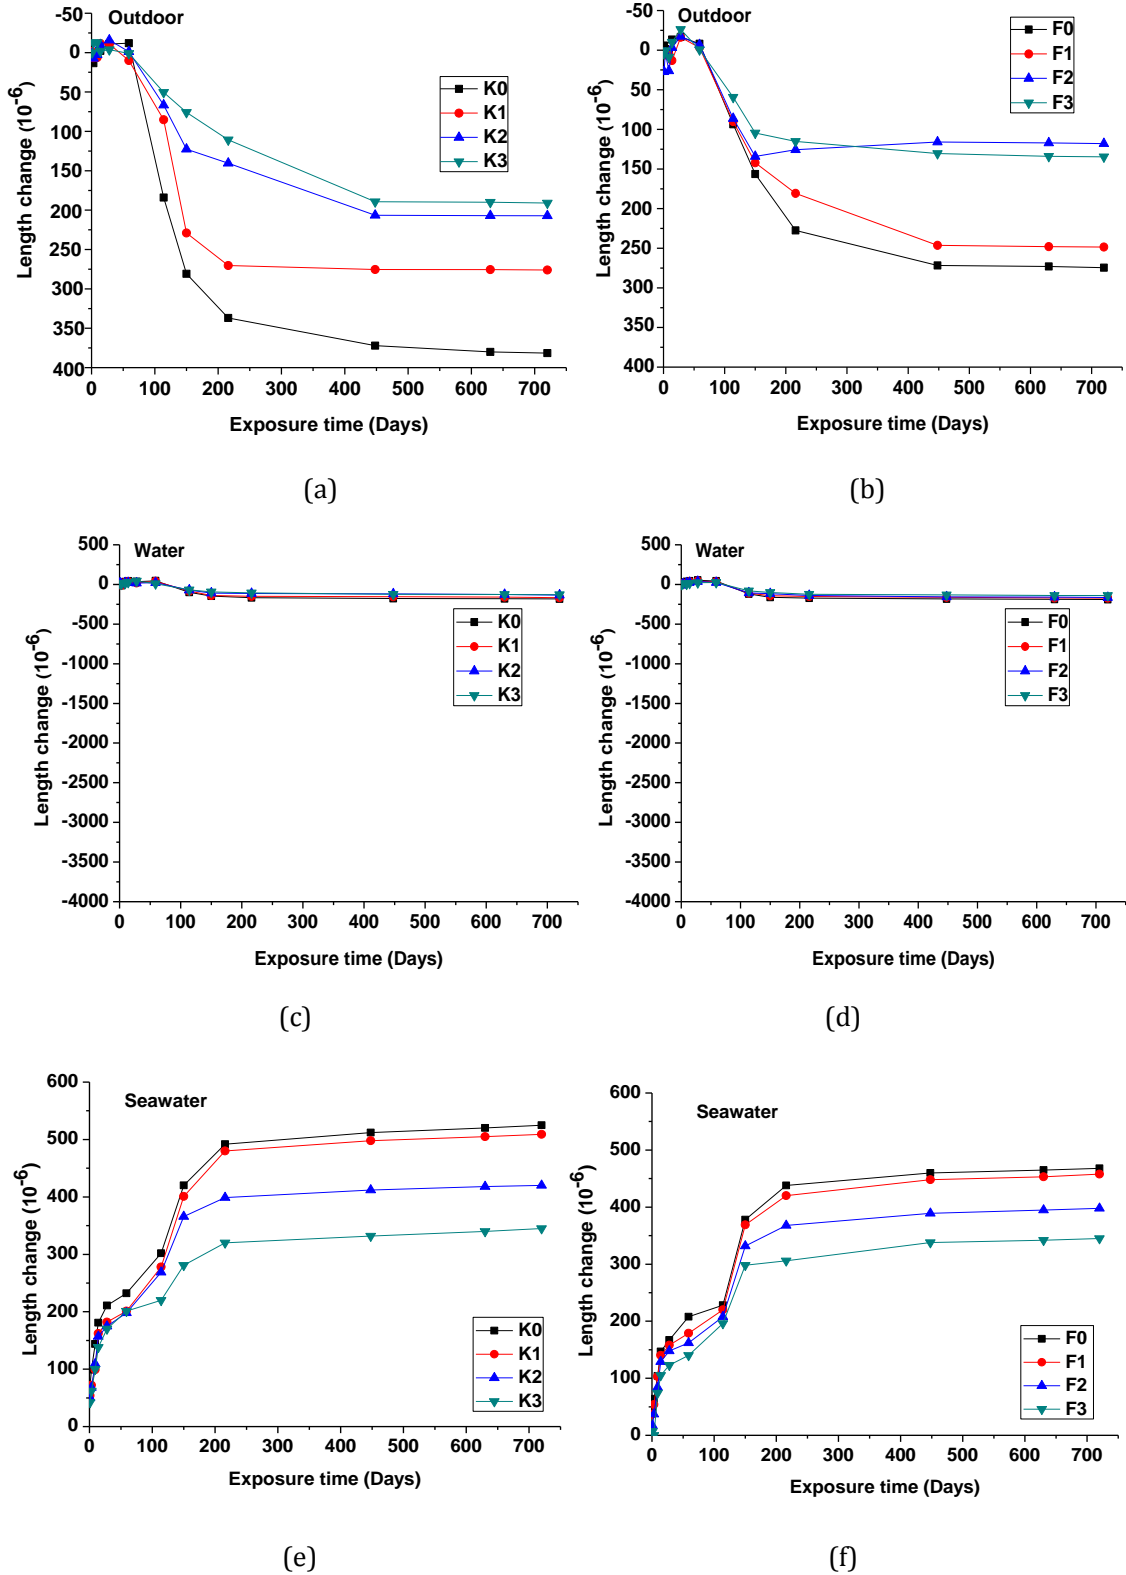 Outdoor
-50
0
50
100
150
200
250
300
350
400
Length change (10-6)
K0
K1
K2
K3
0 100 200 300 400 500 600 700
Exposure time (Days)
(a)
Outdoor
-50
0
50
100
150
200
250
300
350
400
Length change (10-6)
F0
F1
F2
F3
0 100 200 300 400 500 600 700
Exposure time (Days)
(b)
Water
500
0
-500
-1000
-1500
-2000
-2500
-3000
-3500
-4000
Length change (10-6)
K0
K1
K2
K3
0 100 200 300 400 500 600 700
Exposure time (Days)
(c)
Water
500
0
-500
-1000
-1500
-2000
-2500
-3000
-3500
-4000
Length change (10-6)
F0
F1
F2
F3
0 100 200 300 400 500 600 700
Exposure time (Days)
(d)
600
500
400
300
200
100
0
Seawater
Length change (10-6)
K0
K1
K2
K3
0 100 200 300 400 500 600 700
Exposure time (Days)
(e)
600
500
400
300
200
100
0
Seawater
Length change (10-6)
F0
F1
F2
F3
0 100 200 300 400 500 600 700
Exposure time (Days)
(f)